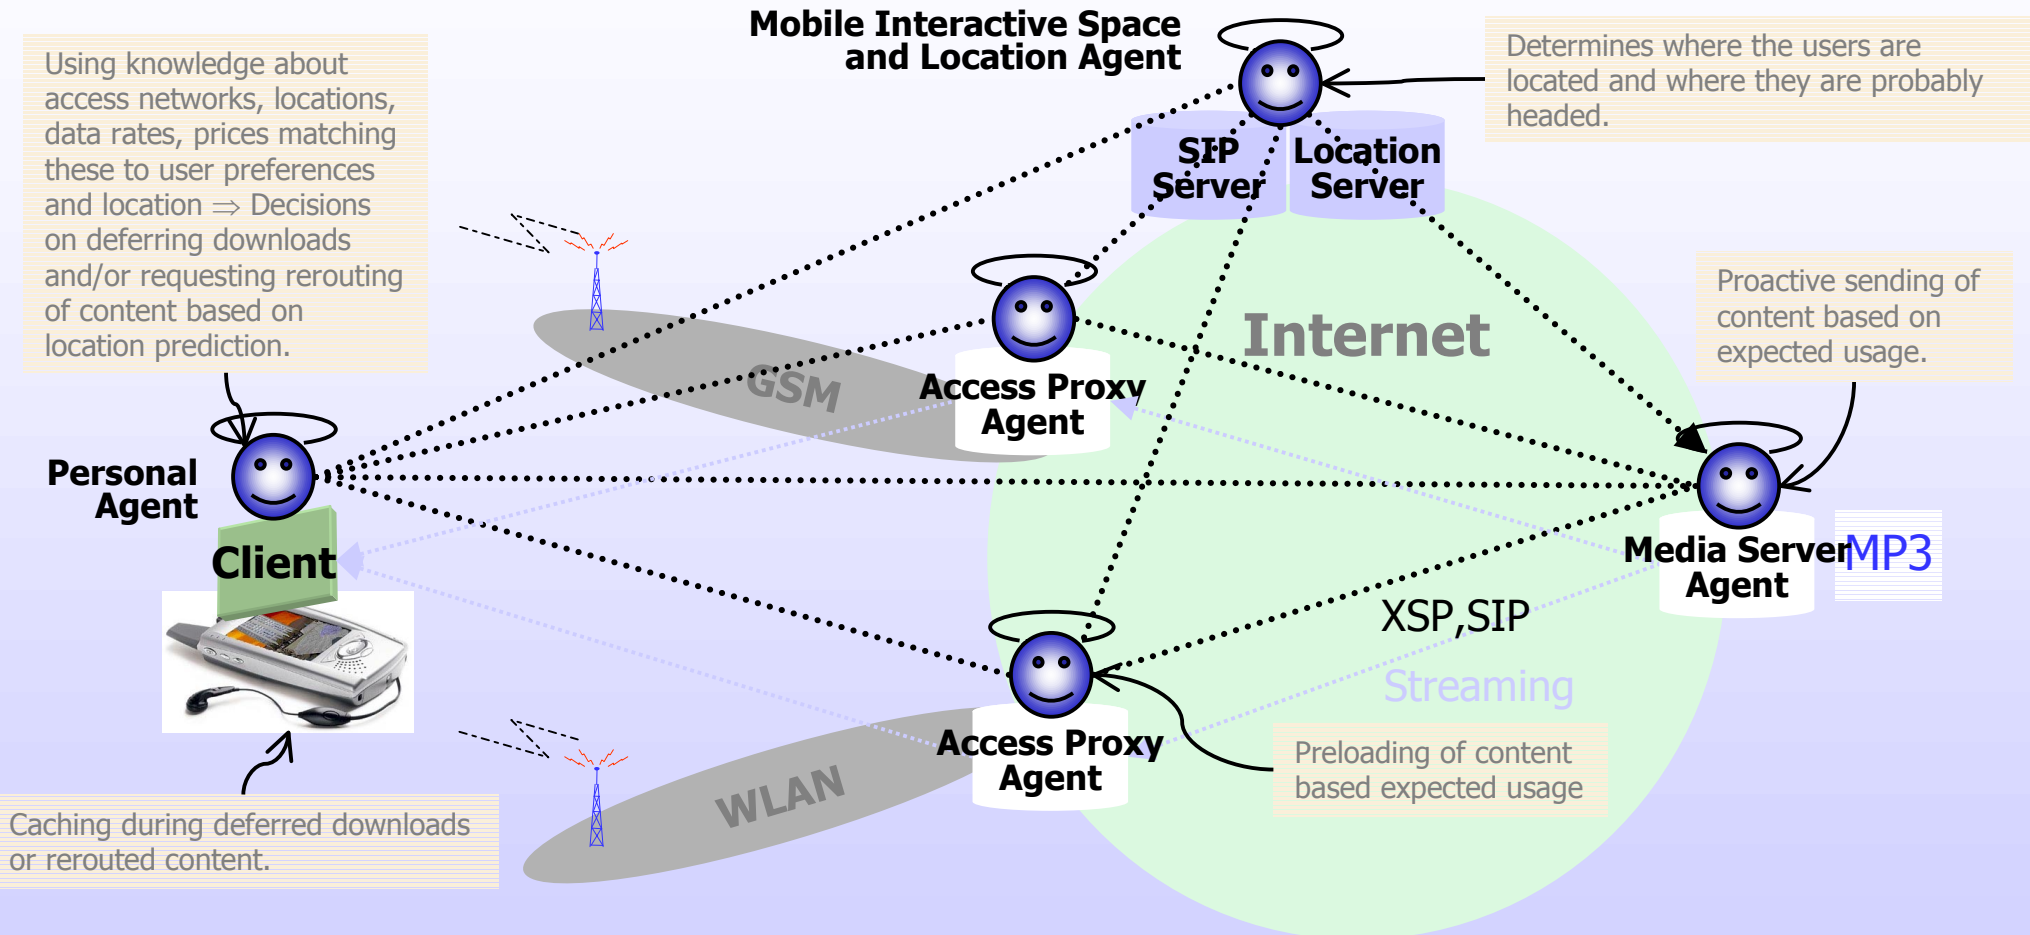 Mobile Interactive Space
and Location Agent
Using knowledge about
access networks, locations,
data rates, prices matching
these to user preferences
and location ⇒ Decisions
on deferring downloads
and/or requesting rerouting
of content based on
location prediction.
Determines where the users are
located and where they are probably
headed.
SIP
Server
Location
Server
Proactive sending of
content based on
expected usage.
Internet
GSM
Access Proxy
Agent
Personal
Agent
Client
Media Server
Agent
MP3
XSP,SIP
Streaming
Access Proxy
Agent
WLAN
Preloading of content
based expected usage
Caching during deferred downloads
or rerouted content.